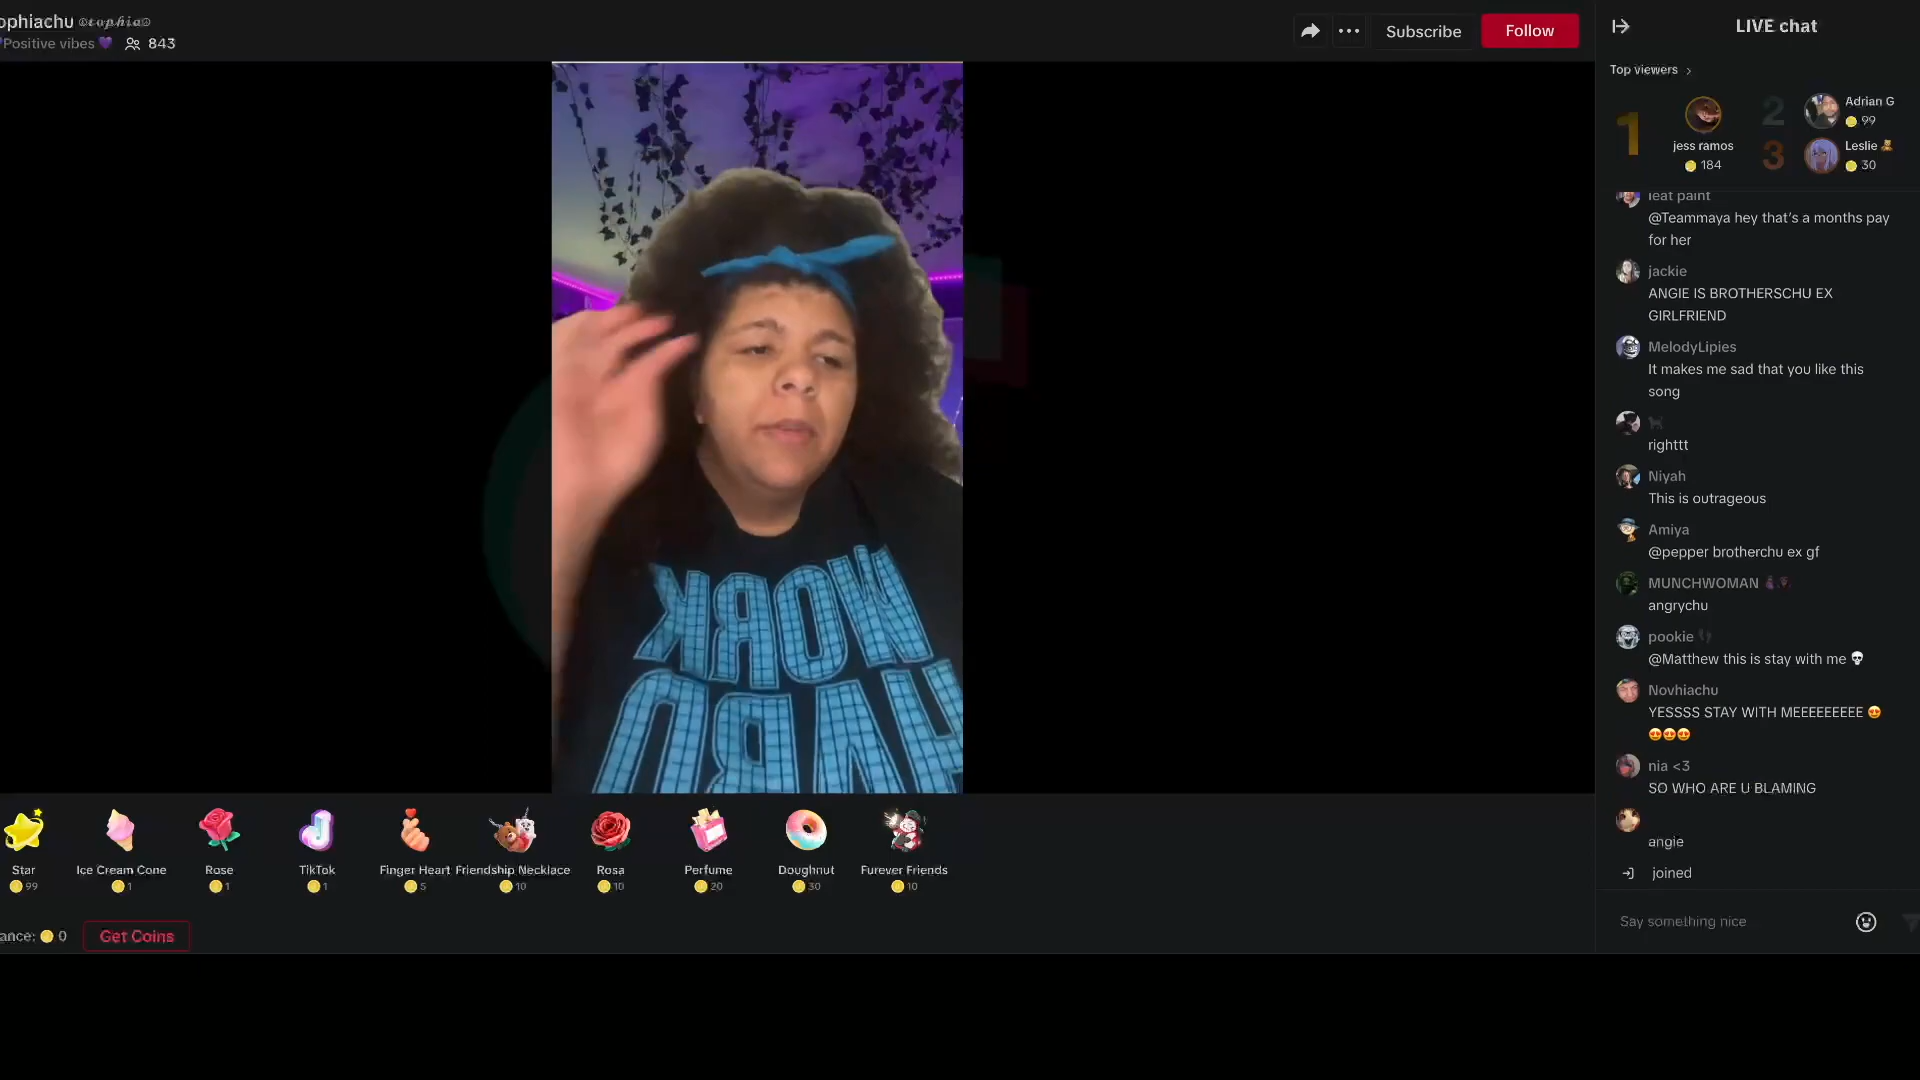 ophiachu @tophia
Positive vibes 💜 843
Subscribe
Follow
LIVE chat
Top viewers >
1
jess ramos
184
2
Adrian G
99
3
Leslie 🧸
30
leat paint
@Teammaya hey that's a months pay
for her
jackie
ANGIE IS BROTHERSCHU EX
GIRLFRIEND
MelodyLipies
It makes me sad that you like this
song
righttt
Niyah
This is outrageous
Amiya
@pepper brotherchu ex gf
MUNCHWOMAN
angrychu
pookie
@Matthew this is stay with me 💀
Novhiachu
YESSSS STAY WITH MEEEEEEEEE 😍
😍😍😍
nia <3
SO WHO ARE U BLAMING
angie
joined
Say something nice
WORK
HARD
Star
99
Ice Cream Cone
1
Rose
1
TikTok
1
Finger Heart
5
Friendship Necklace
10
Rosa
10
Perfume
20
Doughnut
30
Furever Friends
10
ance: 0
Get Coins